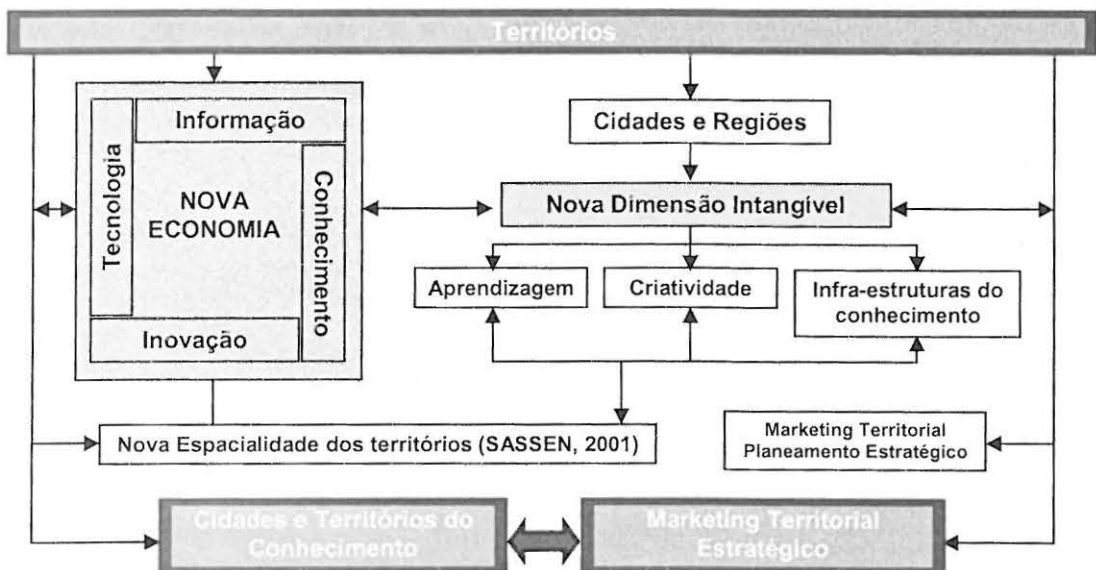 Territórios
Informação
Tecnologia
NOVA
ECONOMIA
Conhecimento
Inovação
Cidades e Regiões
Nova Dimensão Intangível
Aprendizagem
Criatividade
Infra-estruturas do
conhecimento
Nova Espacialidade dos territórios (SASSEN, 2001)
Marketing Territorial
Planeamento Estratégico
Cidades e Territórios do
Conhecimento
Marketing Territorial
Estratégico